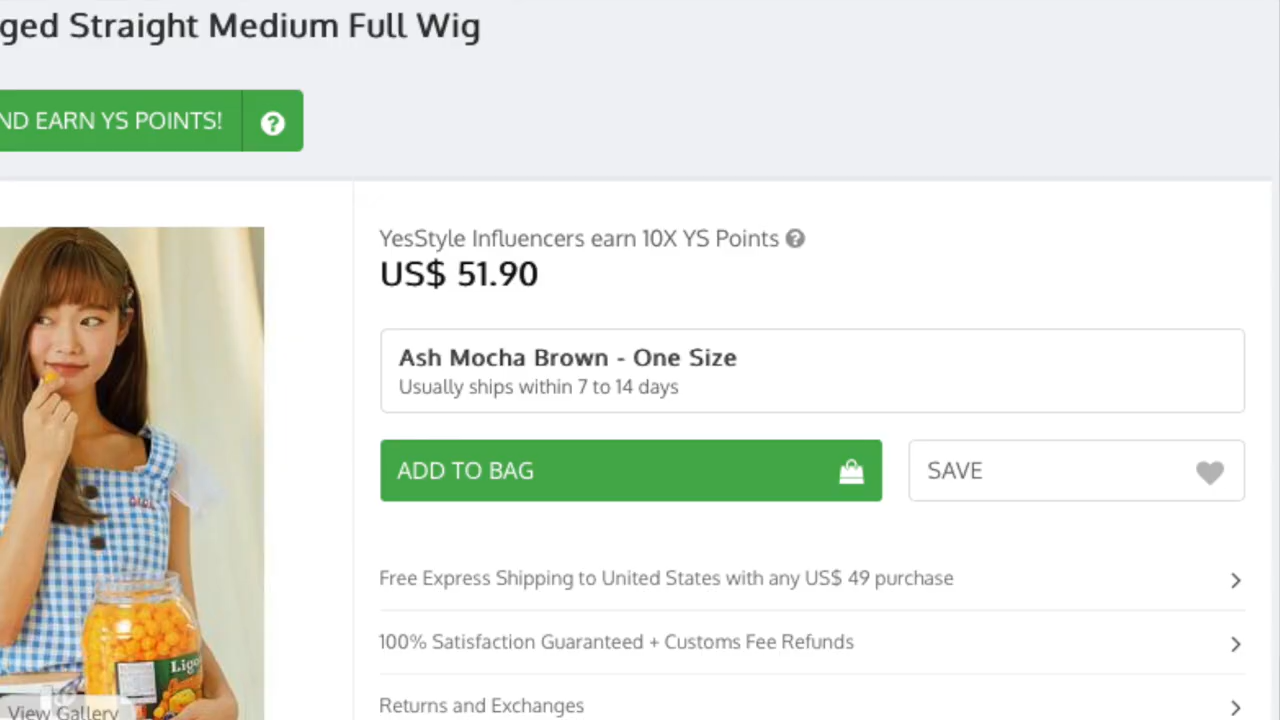 ged Straight Medium Full Wig
ND EARN YS POINTS!
YesStyle Influencers earn 10X YS Points
US$ 51.90
Ash Mocha Brown - One Size
Usually ships within 7 to 14 days
ADD TO BAG
SAVE
Free Express Shipping to United States with any US$ 49 purchase
100% Satisfaction Guaranteed + Customs Fee Refunds
Returns and Exchanges
Ligo
View Gallery